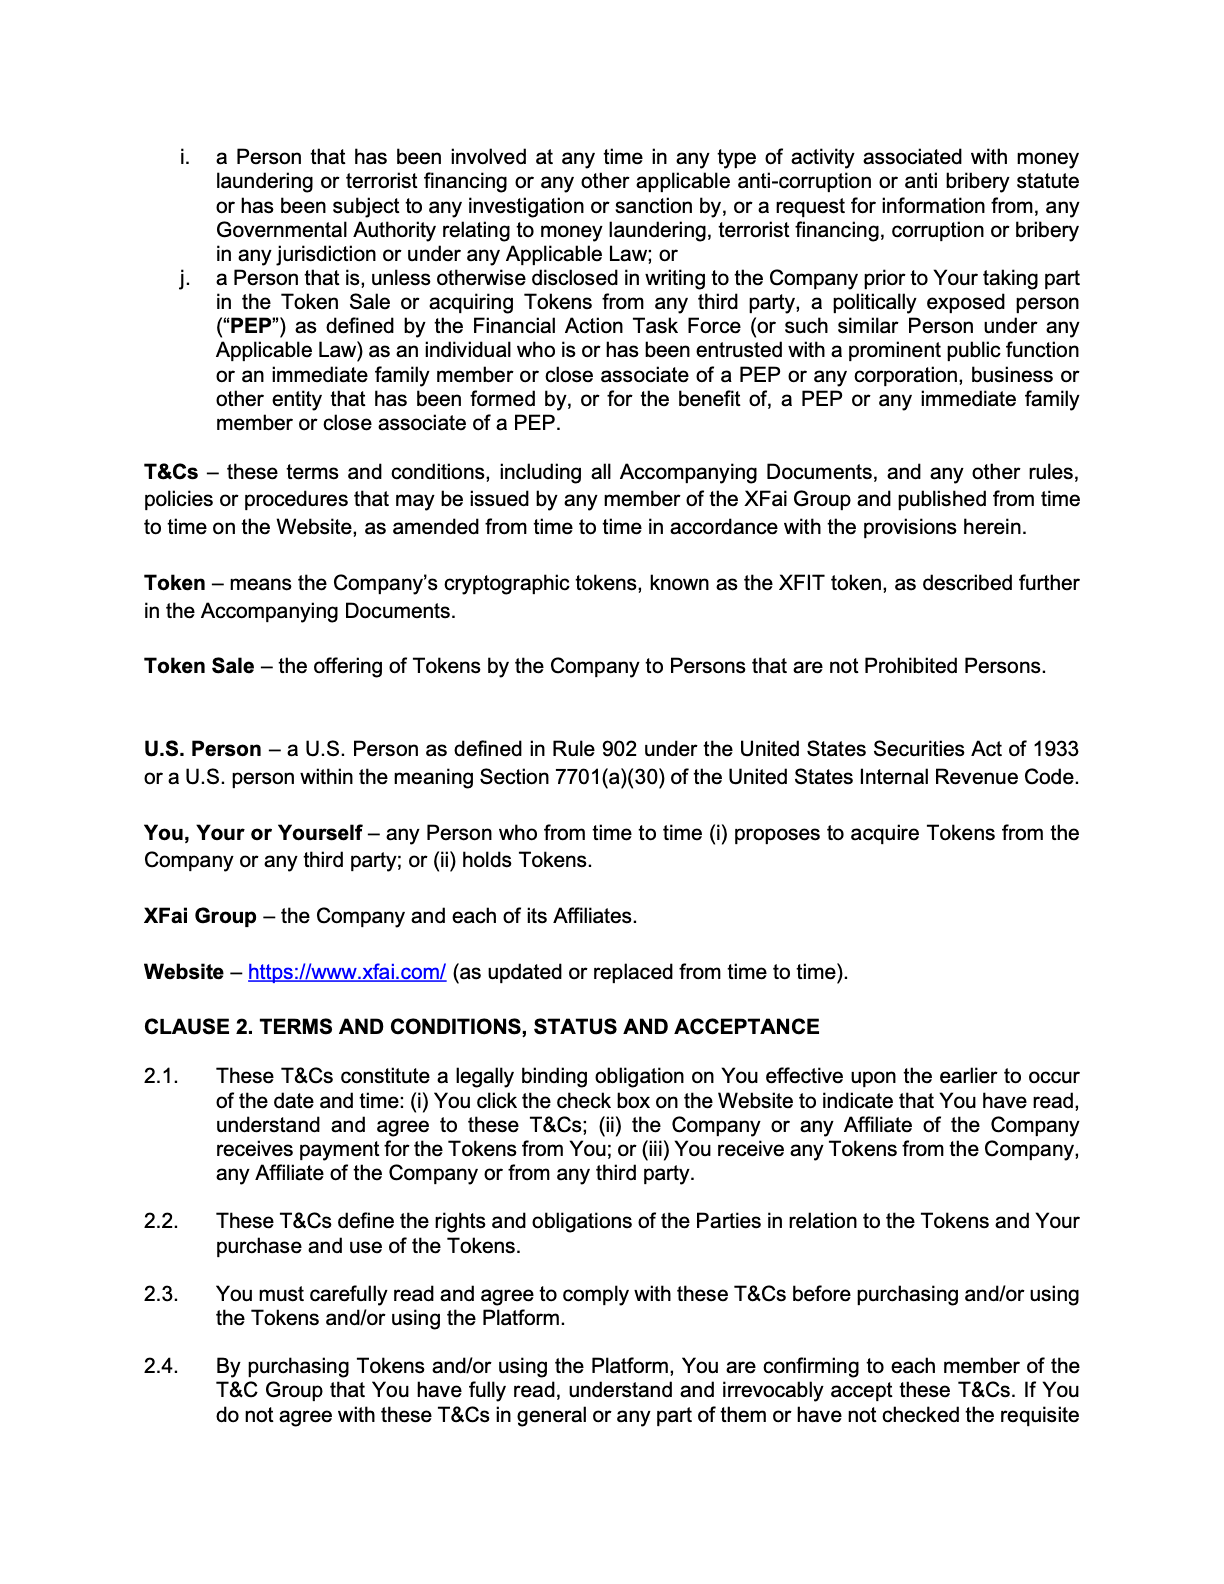 i. a Person that has been involved at any time in any type of activity associated with money
laundering or terrorist financing or any other applicable anti-corruption or anti bribery statute
or has been subject to any investigation or sanction by, or a request for information from, any
Governmental Authority relating to money laundering, terrorist financing, corruption or bribery
in any jurisdiction or under any Applicable Law; or
j. a Person that is, unless otherwise disclosed in writing to the Company prior to Your taking part
in the Token Sale or acquiring Tokens from any third party, a politically exposed person
(“PEP”) as defined by the Financial Action Task Force (or such similar Person under any
Applicable Law) as an individual who is or has been entrusted with a prominent public function
or an immediate family member or close associate of a PEP or any corporation, business or
other entity that has been formed by, or for the benefit of, a PEP or any immediate family
member or close associate of a PEP.
T&Cs – these terms and conditions, including all Accompanying Documents, and any other rules,
policies or procedures that may be issued by any member of the XFai Group and published from time
to time on the Website, as amended from time to time in accordance with the provisions herein.
Token – means the Company’s cryptographic tokens, known as the XFIT token, as described further
in the Accompanying Documents.
Token Sale – the offering of Tokens by the Company to Persons that are not Prohibited Persons.
U.S. Person – a U.S. Person as defined in Rule 902 under the United States Securities Act of 1933
or a U.S. person within the meaning Section 7701(a)(30) of the United States Internal Revenue Code.
You, Your or Yourself – any Person who from time to time (i) proposes to acquire Tokens from the
Company or any third party; or (ii) holds Tokens.
XFai Group – the Company and each of its Affiliates.
Website – https://www.xfai.com/ (as updated or replaced from time to time).
CLAUSE 2. TERMS AND CONDITIONS, STATUS AND ACCEPTANCE
2.1. These T&Cs constitute a legally binding obligation on You effective upon the earlier to occur
of the date and time: (i) You click the check box on the Website to indicate that You have read,
understand and agree to these T&Cs; (ii) the Company or any Affiliate of the Company
receives payment for the Tokens from You; or (iii) You receive any Tokens from the Company,
any Affiliate of the Company or from any third party.
2.2. These T&Cs define the rights and obligations of the Parties in relation to the Tokens and Your
purchase and use of the Tokens.
2.3. You must carefully read and agree to comply with these T&Cs before purchasing and/or using
the Tokens and/or using the Platform.
2.4. By purchasing Tokens and/or using the Platform, You are confirming to each member of the
T&C Group that You have fully read, understand and irrevocably accept these T&Cs. If You
do not agree with these T&Cs in general or any part of them or have not checked the requisite